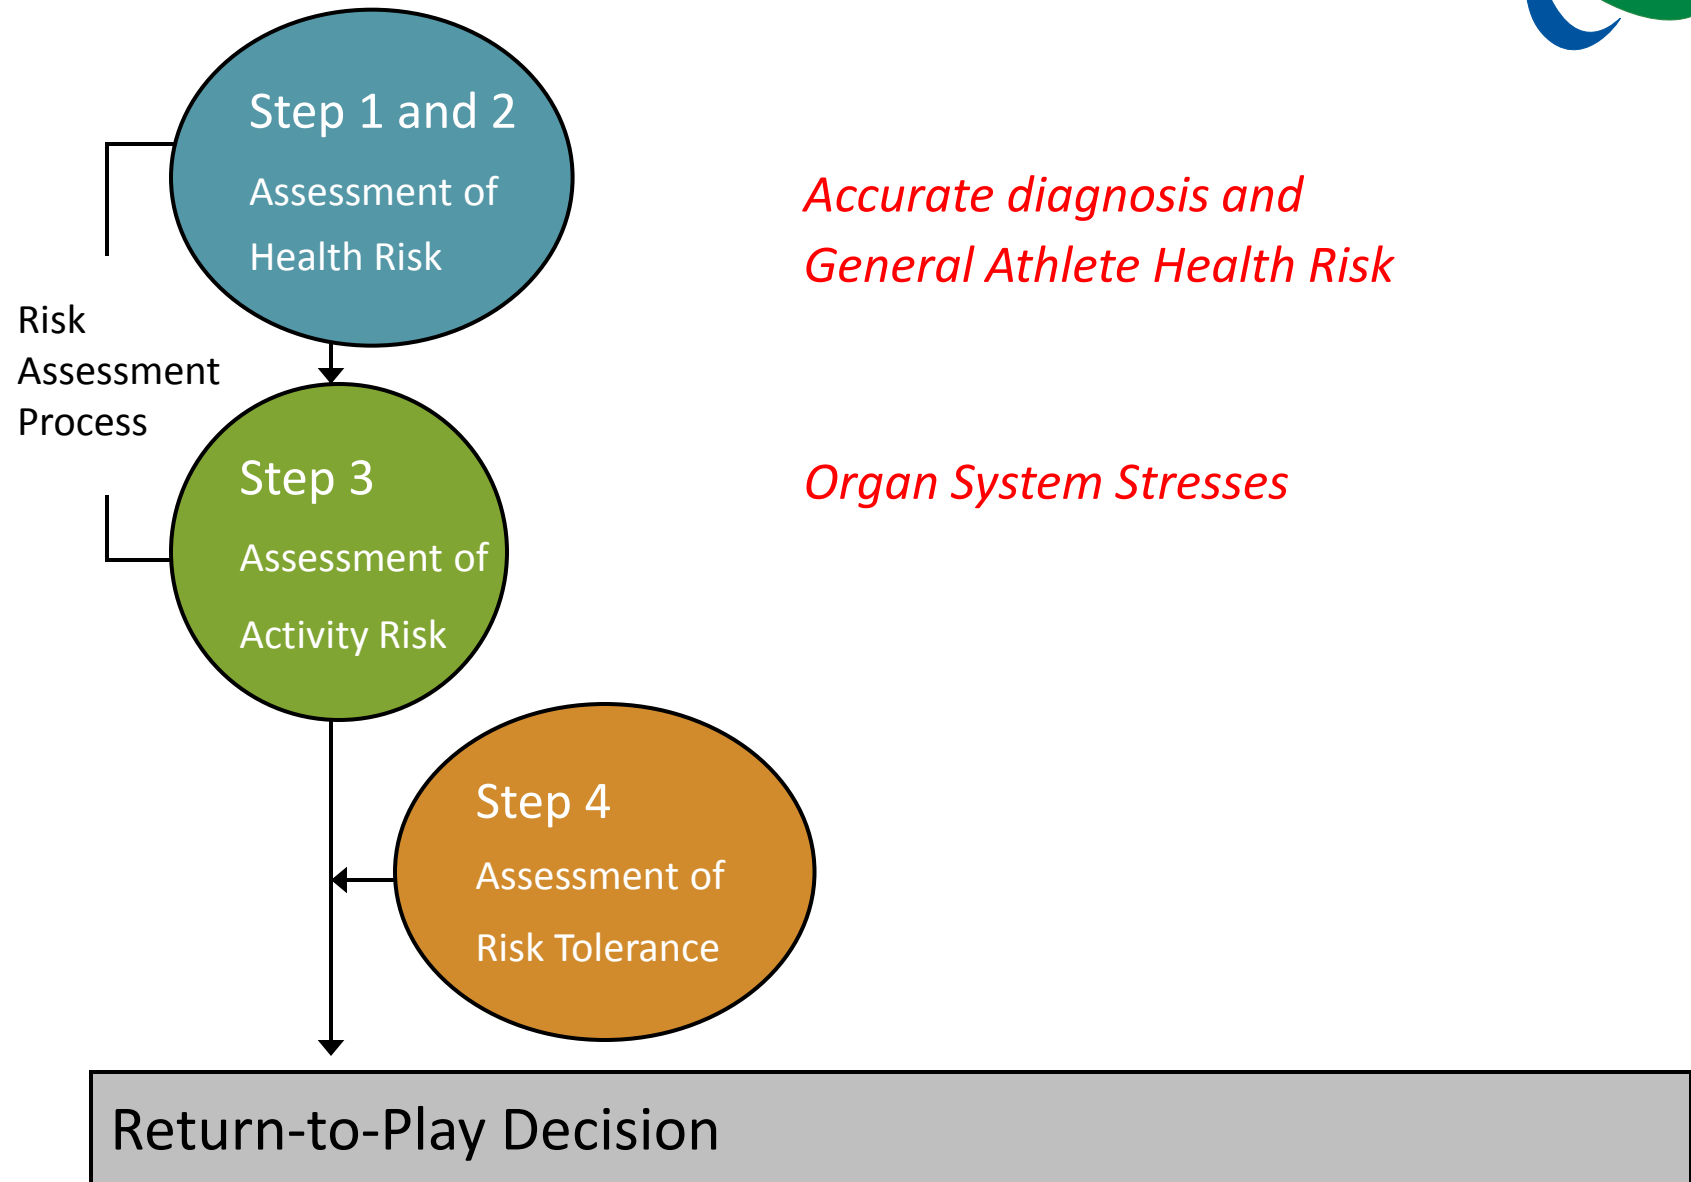 Step 1 and 2
Assessment of
Health Risk
Accurate diagnosis and
General Athlete Health Risk
Risk
Assessment
Process
Step 3
Assessment of
Activity Risk
Organ System Stresses
Step 4
Assessment of
Risk Tolerance
Return-to-Play Decision